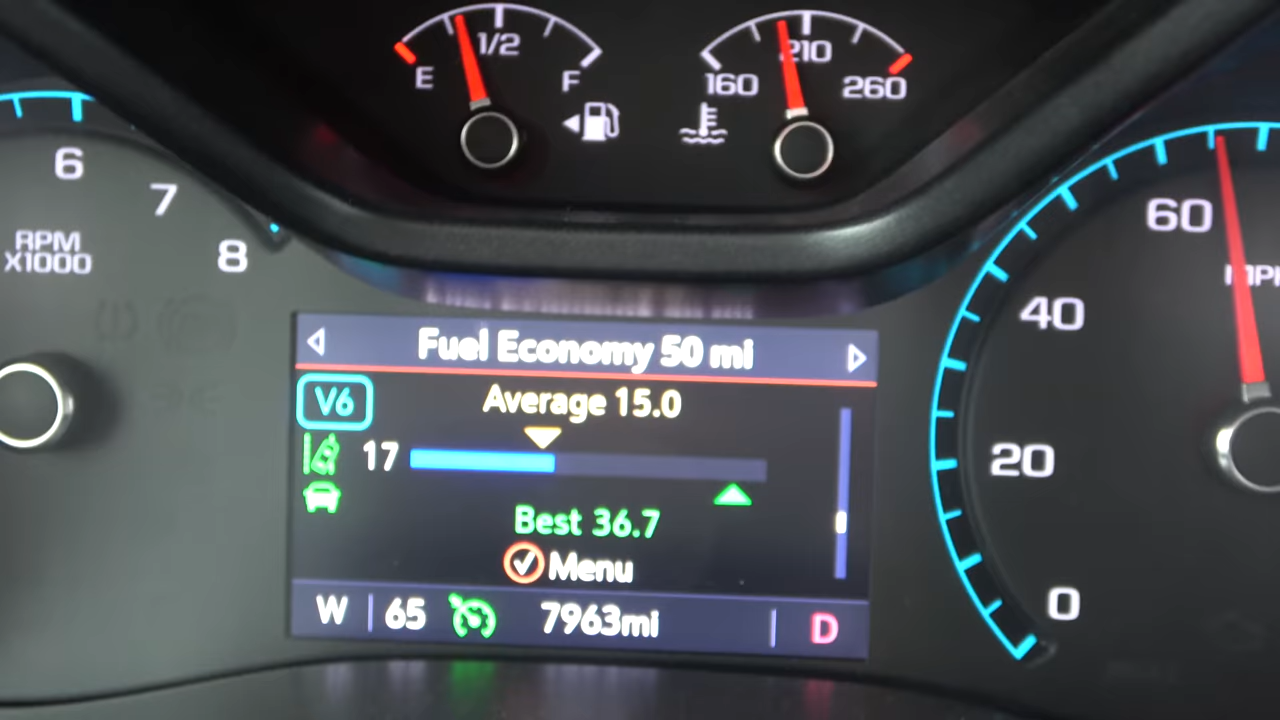 1/2
E
F
210
160
260
6
7
8
RPM
X1000
60
MPH
40
20
0
Fuel Economy 50 mi
V6
Average 15.0
17
Best 36.7
Menu
W
65
7963mi
D